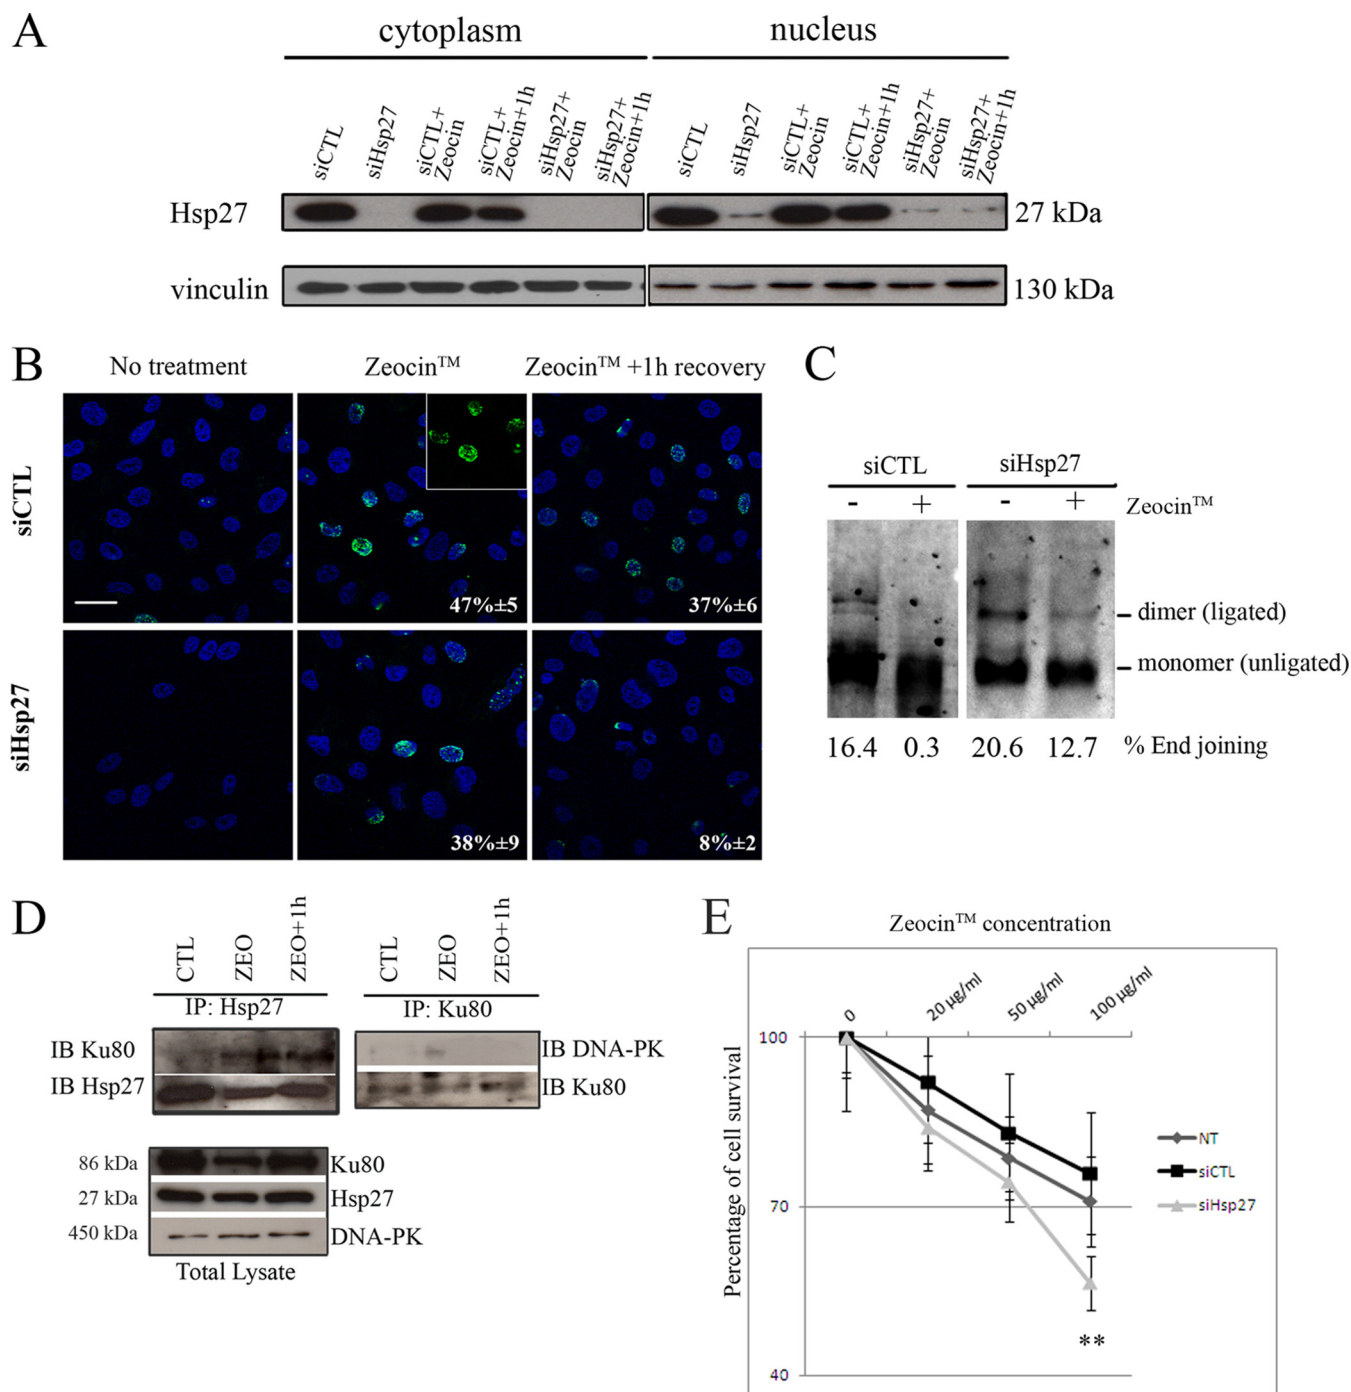 A
cytoplasm
nucleus
siCTL
siHsp27
siCTL+
Zeocin
siCTL+
Zeocin+1h
siHsp27+
Zeocin
siHsp27+
Zeocin+1h
siCTL
siHsp27
siCTL+
Zeocin
siCTL+
Zeocin+1h
siHsp27+
Zeocin
siHsp27+
Zeocin+1h
Hsp27
27 kDa
vinculin
130 kDa
B
No treatment
Zeocin™
Zeocin™ +1h recovery
siCTL
47%±5
37%±6
siHsp27
38%±9
8%±2
C
siCTL
siHsp27
- + - + Zeocin™
dimer (ligated)
monomer (unligated)
16.4 0.3 20.6 12.7 % End joining
D
CTL
ZEO
ZEO+1h
CTL
ZEO
ZEO+1h
IP: Hsp27
IP: Ku80
IB Ku80
IB DNA-PK
IB Hsp27
IB Ku80
86 kDa
Ku80
27 kDa
Hsp27
450 kDa
DNA-PK
Total Lysate
E
Zeocin™ concentration
0
20 µg/ml
50 µg/ml
100 µg/ml
100
70
40
Percentage of cell survival
NT
siCTL
siHsp27
**